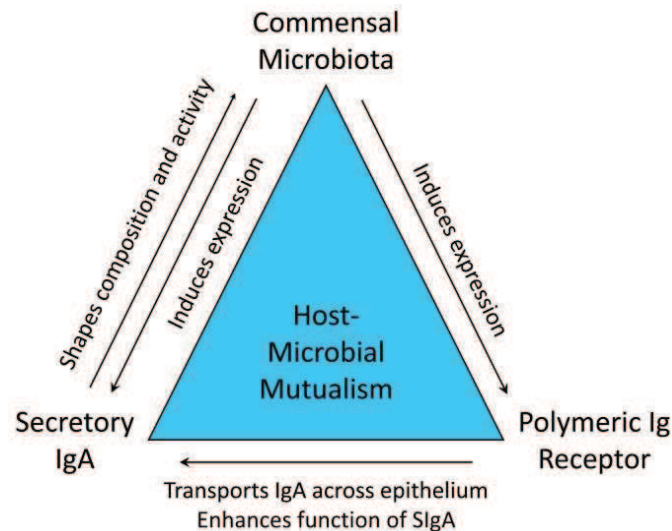 Commensal
Microbiota
Shapes composition and activity
Induces expression
Induces expression
Host-
Microbial
Mutualism
Secretory
IgA
Polymeric Ig
Receptor
Transports IgA across epithelium
Enhances function of SIgA